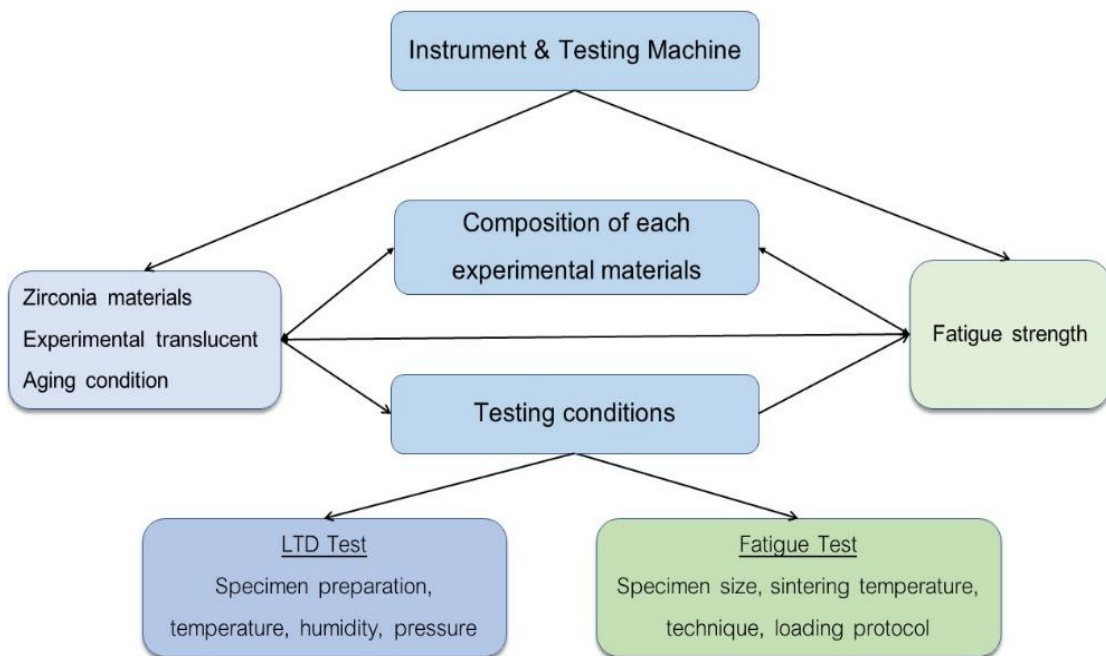 Instrument & Testing Machine
Composition of each
experimental materials
Zirconia materials
Experimental translucent
Aging condition
Fatigue strength
Testing conditions
LTD Test
Specimen preparation,
temperature, humidity, pressure
Fatigue Test
Specimen size, sintering temperature,
technique, loading protocol